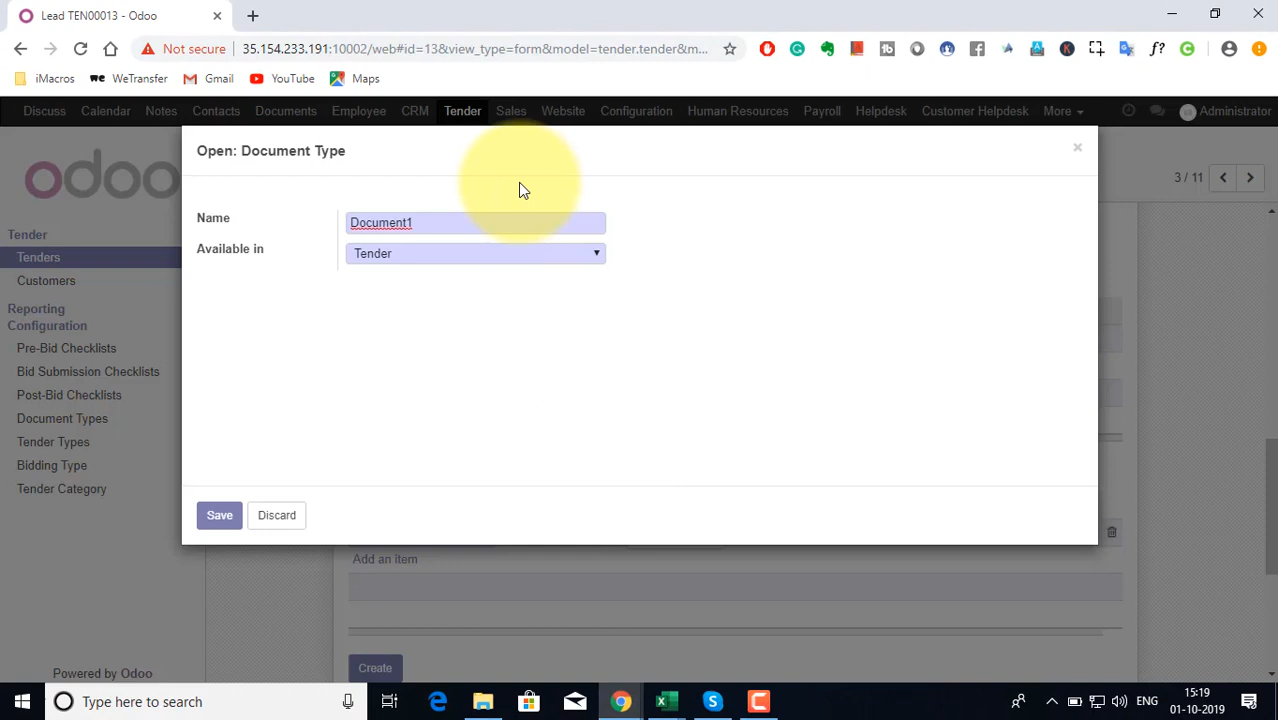 Lead TEN00013 - Odoo
Not secure
35.154.233.191:10002/web#id=13&view_type=form&model=tender.tender&m...
iMacros
WeTransfer
Gmail
YouTube
Maps
Discuss
Calendar
Notes
Contacts
Documents
Employee
CRM
Tender
Sales
Website
Configuration
Human Resources
Payroll
Helpdesk
Customer Helpdesk
More
Administrator
odoo
Open: Document Type
×
3 / 11
Name
Document1
Available in
Tender
Tender
Tenders
Customers
Reporting
Configuration
Pre-Bid Checklists
Bid Submission Checklists
Post-Bid Checklists
Document Types
Tender Types
Bidding Type
Tender Category
Save
Discard
Add an item
Create
Powered by Odoo
Type here to search
ENG
15:19
01-10-2019